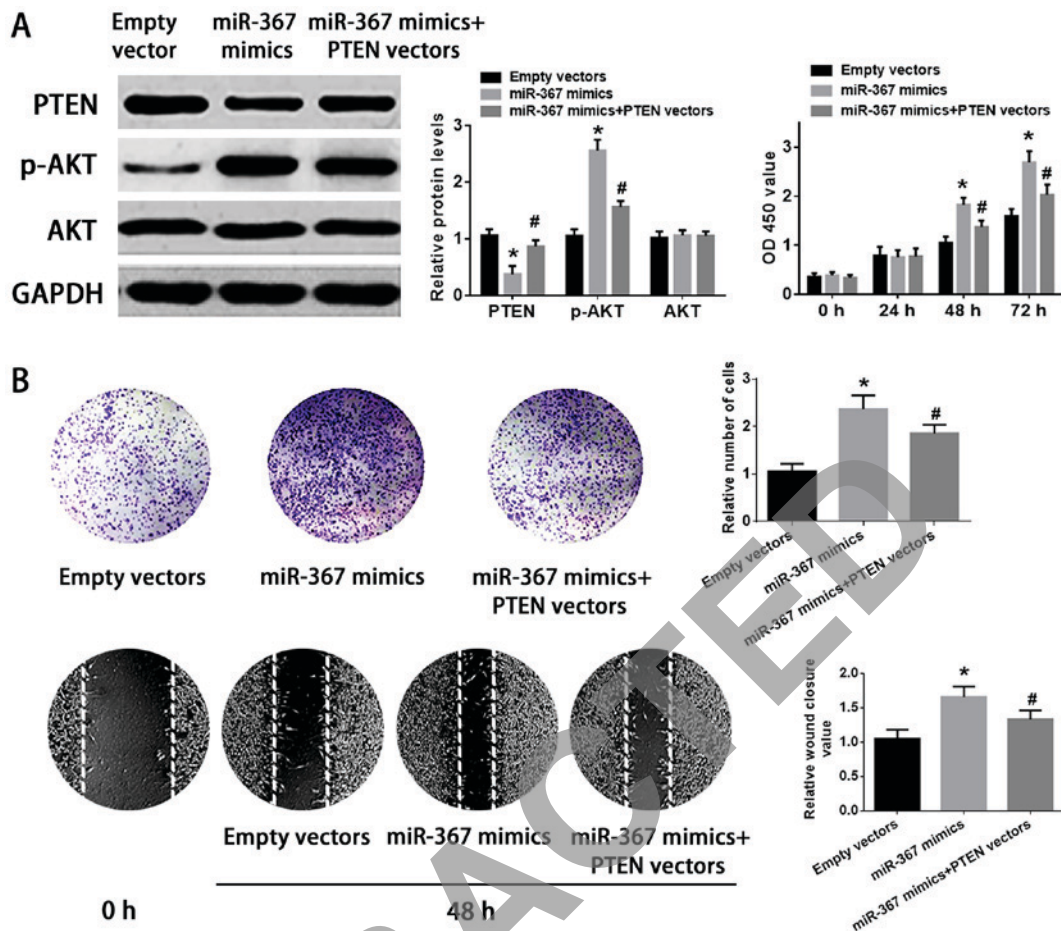 A
Empty vector
miR-367 mimics
miR-367 mimics+ PTEN vectors
PTEN
p-AKT
AKT
GAPDH
Empty vectors
miR-367 mimics
miR-367 mimics+PTEN vectors
Relative protein levels
3
2
1
0
*
#
*
#
PTEN
p-AKT
AKT
Empty vectors
miR-367 mimics
miR-367 mimics+PTEN vectors
OD 450 value
3
2
1
0
*
#
*
#
0 h
24 h
48 h
72 h
B
Empty vectors
miR-367 mimics
miR-367 mimics+
PTEN vectors
Relative number of cells
3
2
1
0
*
#
Empty vectors
miR-367 mimics
miR-367 mimics+PTEN vectors
Empty vectors
miR-367 mimics
miR-367 mimics+
PTEN vectors
0 h
48 h
Relative wound closure
value
2.0
1.5
1.0
0.5
0.0
*
#
Empty vectors
miR-367 mimics
miR-367 mimics+PTEN vectors
RACTED